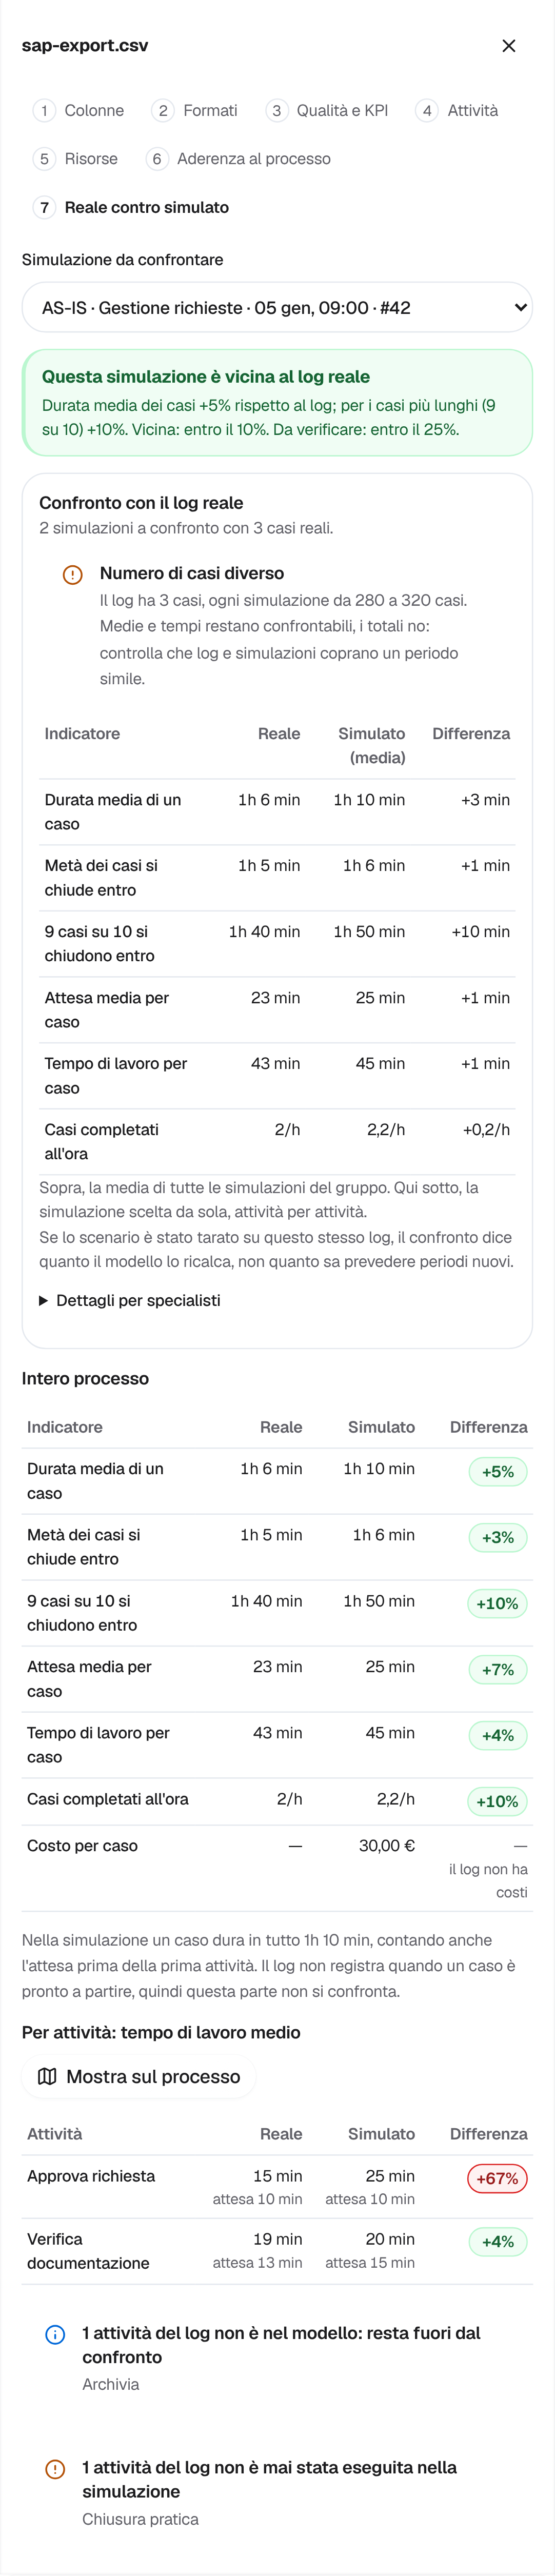 sap-export.csv
1 Colonne 2 Formati 3 Qualità e KPI 4 Attività
5 Risorse 6 Aderenza al processo
7 Reale contro simulato
Simulazione da confrontare
AS-IS · Gestione richieste · 05 gen, 09:00 · #42
Questa simulazione è vicina al log reale
Durata media dei casi +5% rispetto al log; per i casi più lunghi (9
su 10) +10%. Vicina: entro il 10%. Da verificare: entro il 25%.
Confronto con il log reale
2 simulazioni a confronto con 3 casi reali.
Numero di casi diverso
Il log ha 3 casi, ogni simulazione da 280 a 320 casi.
Medie e tempi restano confrontabili, i totali no:
controlla che log e simulazioni coprano un periodo
simile.
Indicatore Reale Simulato Differenza
(media)
Durata media di un 1h 6 min 1h 10 min +3 min
caso
Metà dei casi si 1h 5 min 1h 6 min +1 min
chiude entro
9 casi su 10 si 1h 40 min 1h 50 min +10 min
chiudono entro
Attesa media per 23 min 25 min +1 min
caso
Tempo di lavoro per 43 min 45 min +1 min
caso
Casi completati 2/h 2,2/h +0,2/h
all'ora
Sopra, la media di tutte le simulazioni del gruppo. Qui sotto, la
simulazione scelta da sola, attività per attività.
Se lo scenario è stato tarato su questo stesso log, il confronto dice
quanto il modello lo ricalca, non quanto sa prevedere periodi nuovi.
Dettagli per specialisti
Intero processo
Indicatore Reale Simulato Differenza
Durata media di un 1h 6 min 1h 10 min +5%
caso
Metà dei casi si 1h 5 min 1h 6 min +3%
chiude entro
9 casi su 10 si 1h 40 min 1h 50 min +10%
chiudono entro
Attesa media per 23 min 25 min +7%
caso
Tempo di lavoro per 43 min 45 min +4%
caso
Casi completati all'ora 2/h 2,2/h +10%
Costo per caso — 30,00 € —
il log non ha
costi
Nella simulazione un caso dura in tutto 1h 10 min, contando anche
l'attesa prima della prima attività. Il log non registra quando un caso è
pronto a partire, quindi questa parte non si confronta.
Per attività: tempo di lavoro medio
Mostra sul processo
Attività Reale Simulato Differenza
Approva richiesta 15 min 25 min +67%
attesa 10 min attesa 10 min
Verifica 19 min 20 min +4%
documentazione attesa 13 min attesa 15 min
1 attività del log non è nel modello: resta fuori dal
confronto
Archivia
1 attività del log non è mai stata eseguita nella
simulazione
Chiusura pratica